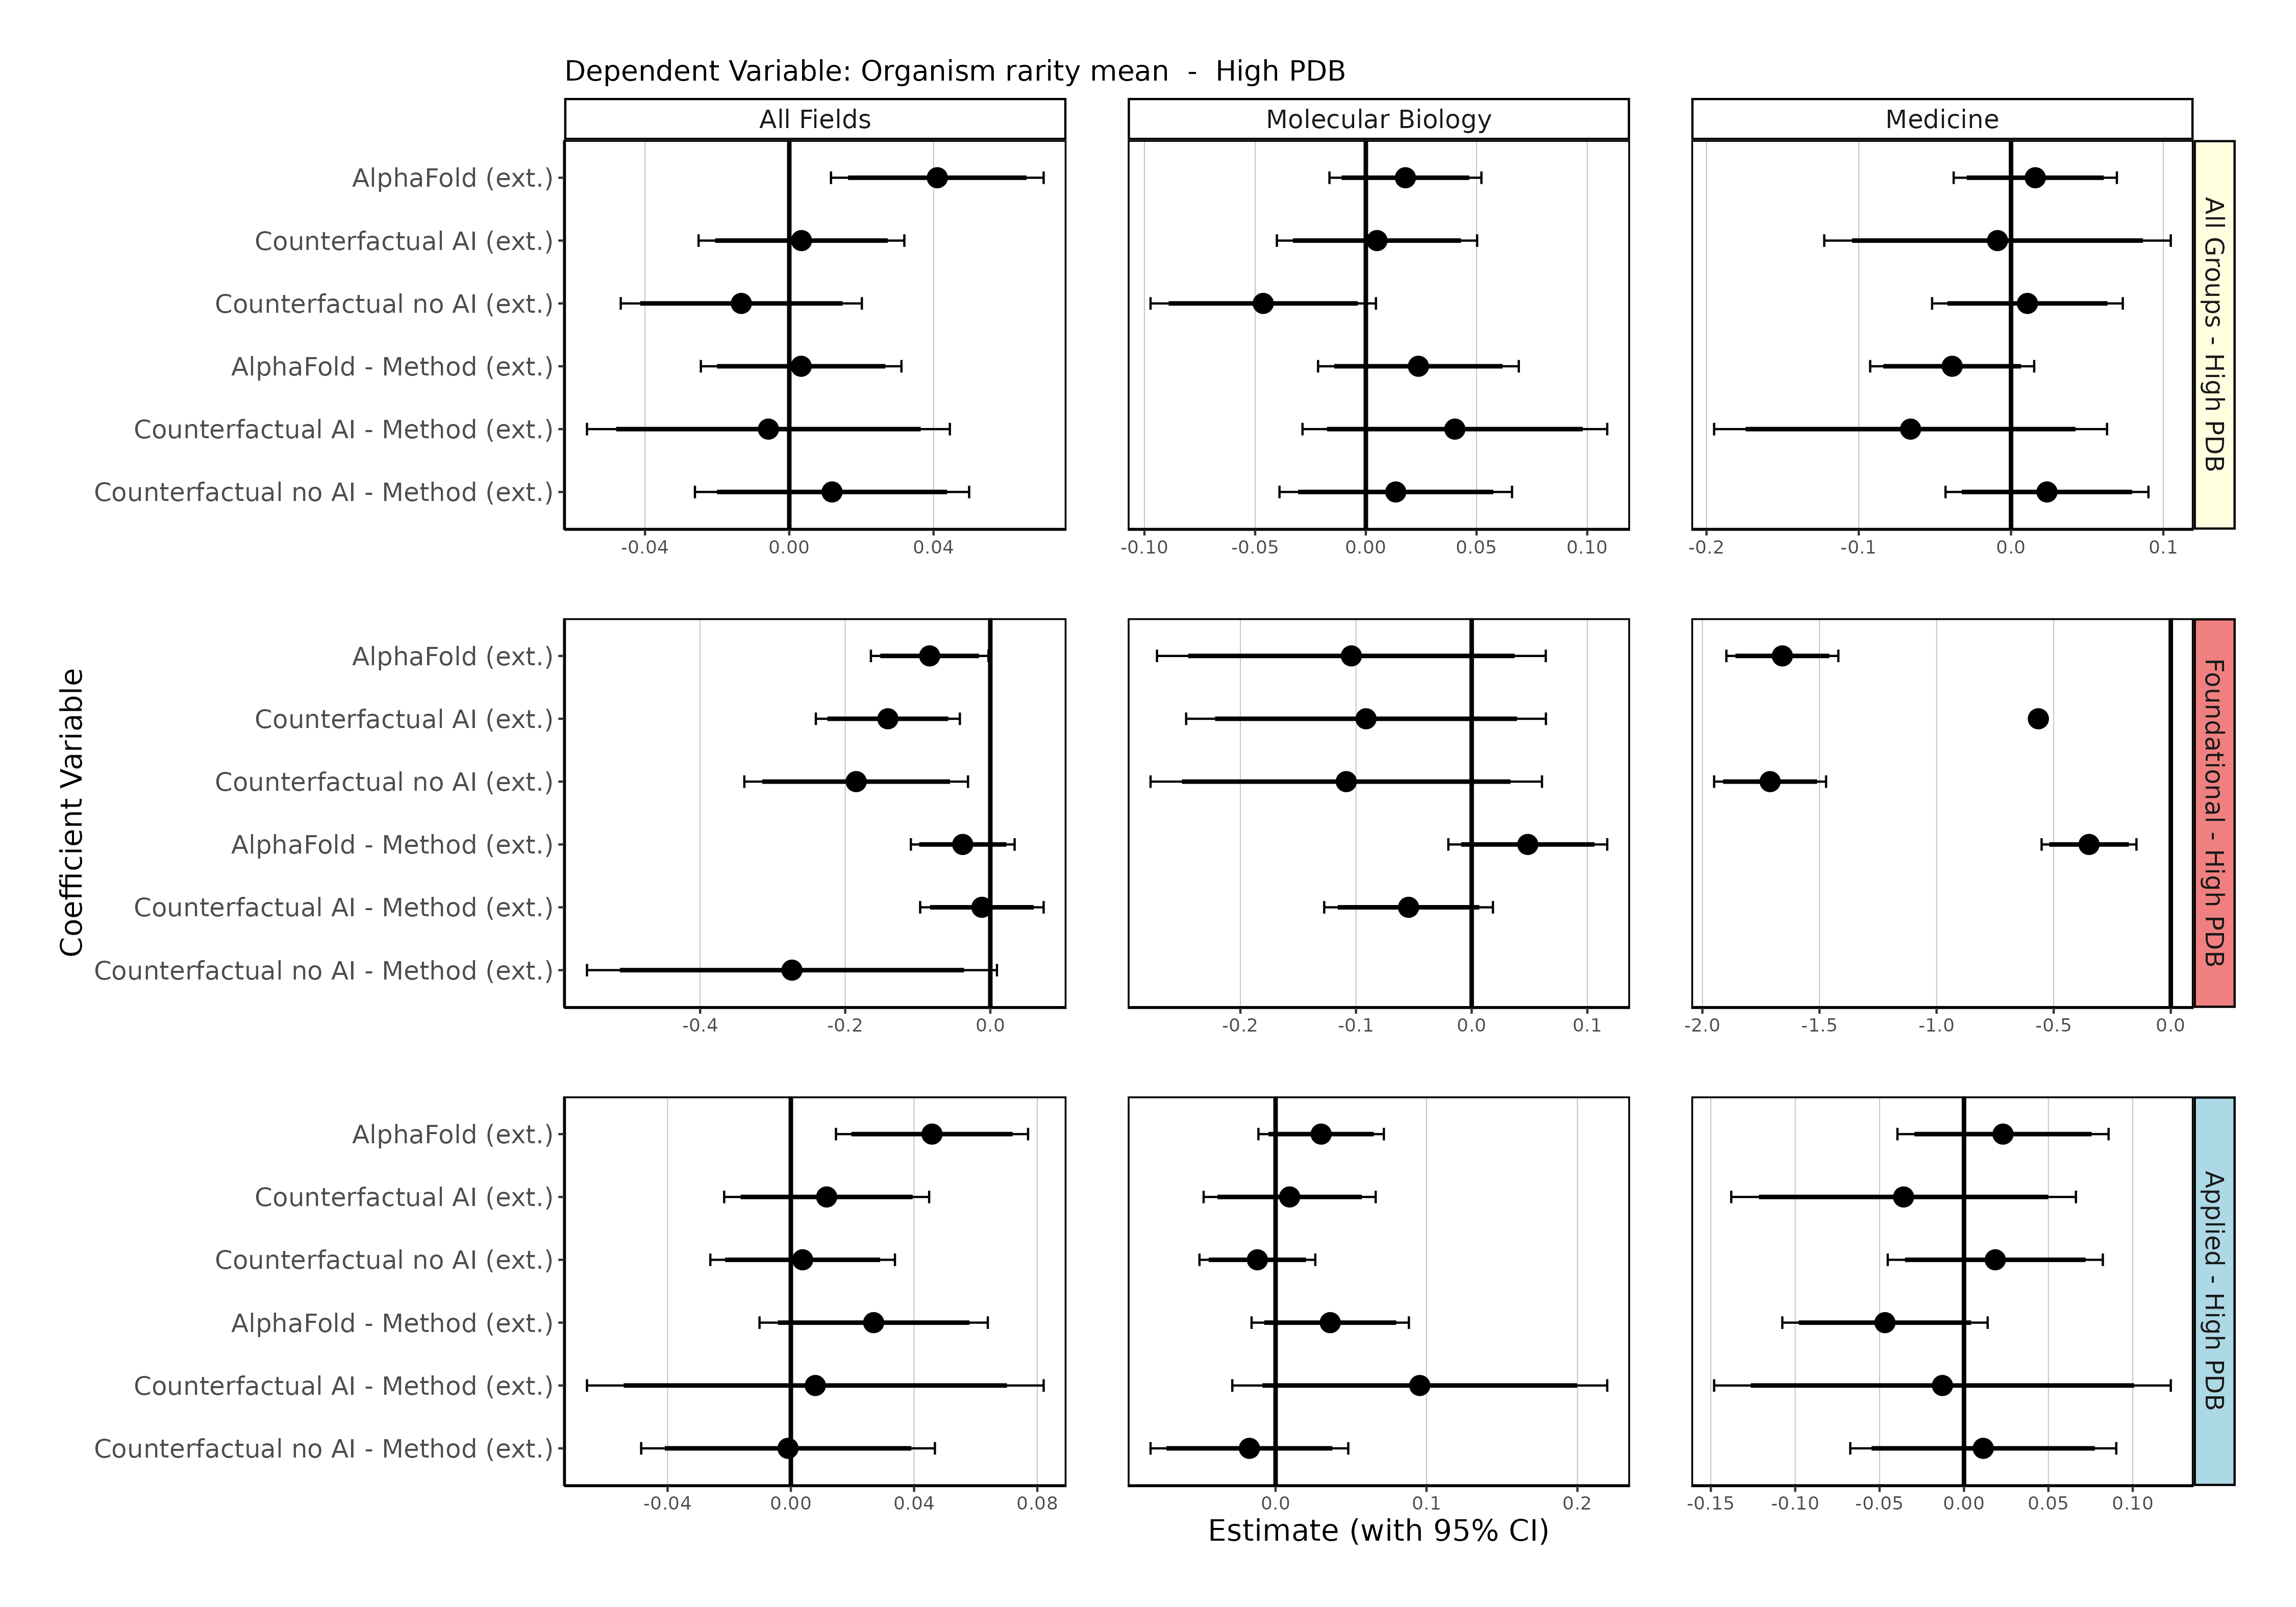 Dependent Variable: Organism rarity mean  -  High PDB
All Fields
Molecular Biology
Medicine
AlphaFold (ext.)
Counterfactual AI (ext.)
Counterfactual no AI (ext.)
AlphaFold - Method (ext.)
Counterfactual AI - Method (ext.)
Counterfactual no AI - Method (ext.)
-0.04 0.00 0.04
-0.10 -0.05 0.00 0.05 0.10
-0.2 -0.1 0.0 0.1
All Groups - High PDB
Coefficient Variable
AlphaFold (ext.)
Counterfactual AI (ext.)
Counterfactual no AI (ext.)
AlphaFold - Method (ext.)
Counterfactual AI - Method (ext.)
Counterfactual no AI - Method (ext.)
-0.4 -0.2 0.0
-0.2 -0.1 0.0 0.1
-2.0 -1.5 -1.0 -0.5 0.0
Foundational - High PDB
AlphaFold (ext.)
Counterfactual AI (ext.)
Counterfactual no AI (ext.)
AlphaFold - Method (ext.)
Counterfactual AI - Method (ext.)
Counterfactual no AI - Method (ext.)
-0.04 0.00 0.04 0.08
0.0 0.1 0.2
-0.15 -0.10 -0.05 0.00 0.05 0.10
Applied - High PDB
Estimate (with 95% CI)